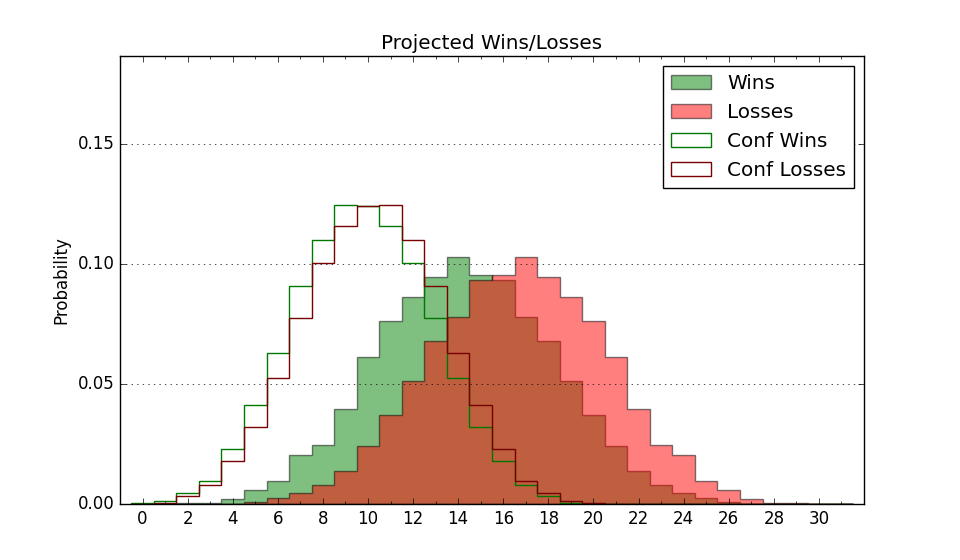 Projected Wins/Losses
Wins
Losses
Conf Wins
Conf Losses
Probability
0.15
0.10
0.05
0.00
0 2 4 6 8 10 12 14 16 18 20 22 24 26 28 30